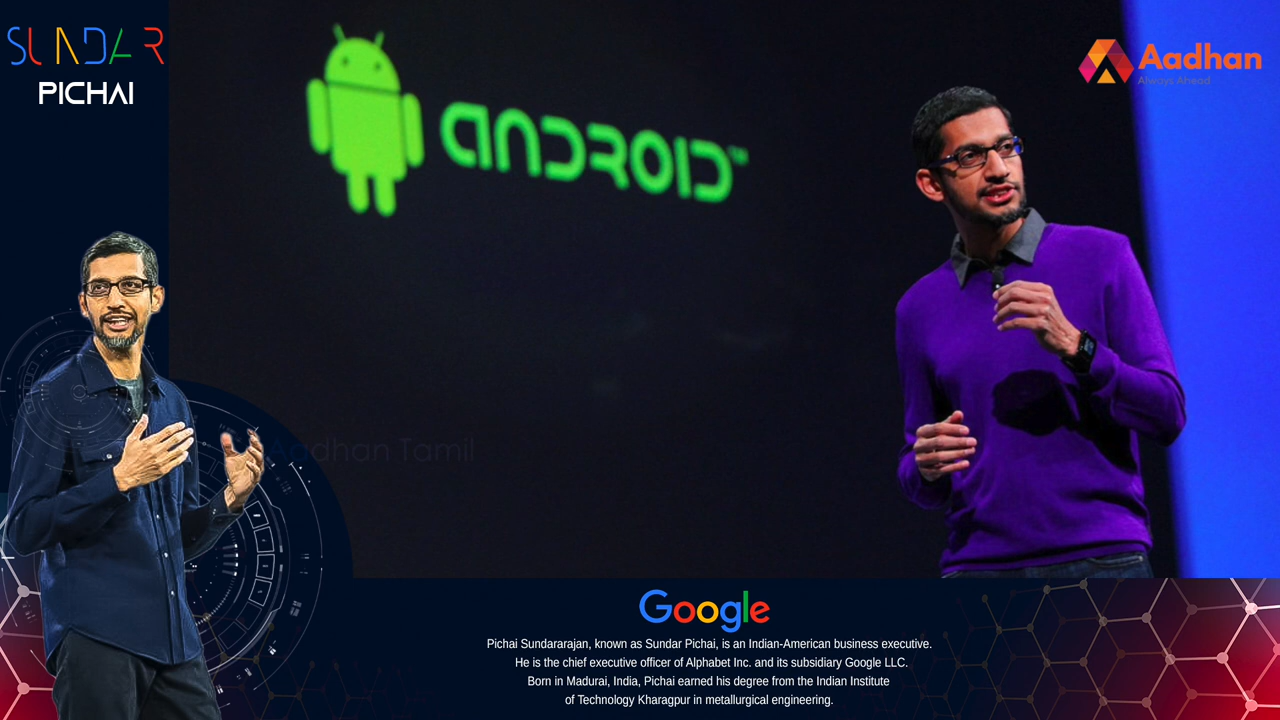 SUNDAR
PICHAI
ANDROID™
Aadhan
Always Ahead
Aadhan Tamil
Google
Pichai Sundararajan, known as Sundar Pichai, is an Indian-American business executive.
He is the chief executive officer of Alphabet Inc. and its subsidiary Google LLC.
Born in Madurai, India, Pichai earned his degree from the Indian Institute
of Technology Kharagpur in metallurgical engineering.